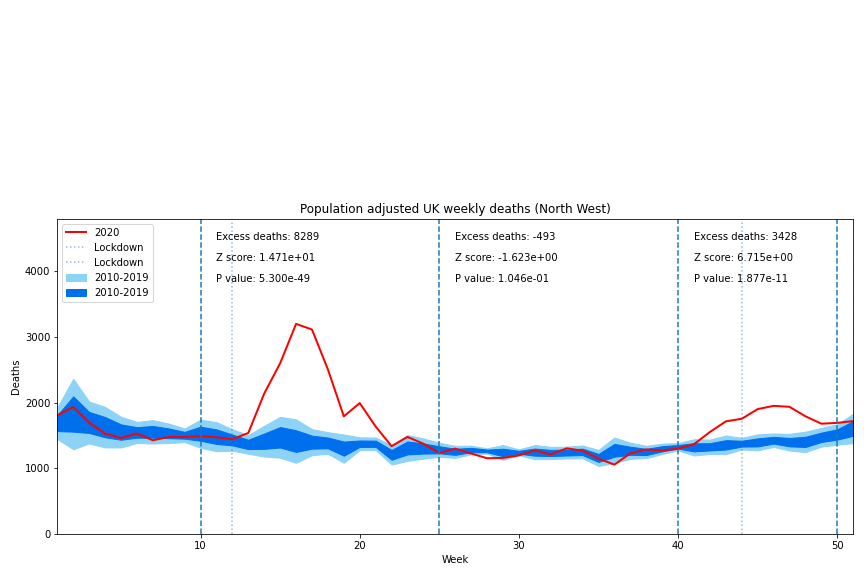 Population adjusted UK weekly deaths (North West)
2020
Lockdown
Lockdown
2010-2019
2010-2019
Excess deaths: 8289
Z score: 1.471e+01
P value: 5.300e-49
Excess deaths: -493
Z score: -1.623e+00
P value: 1.046e-01
Excess deaths: 3428
Z score: 6.715e+00
P value: 1.877e-11
Deaths
4000
3000
2000
1000
0
10
20
30
40
50
Week